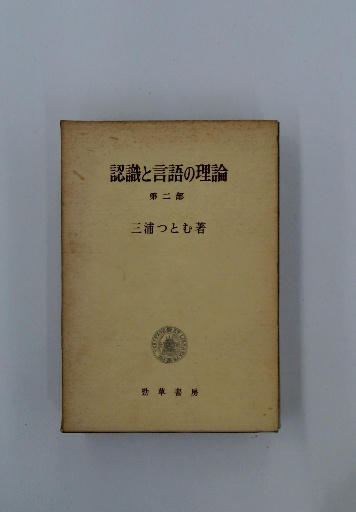 認識と言語の理論
第二部
三浦つとむ著
勁草書房